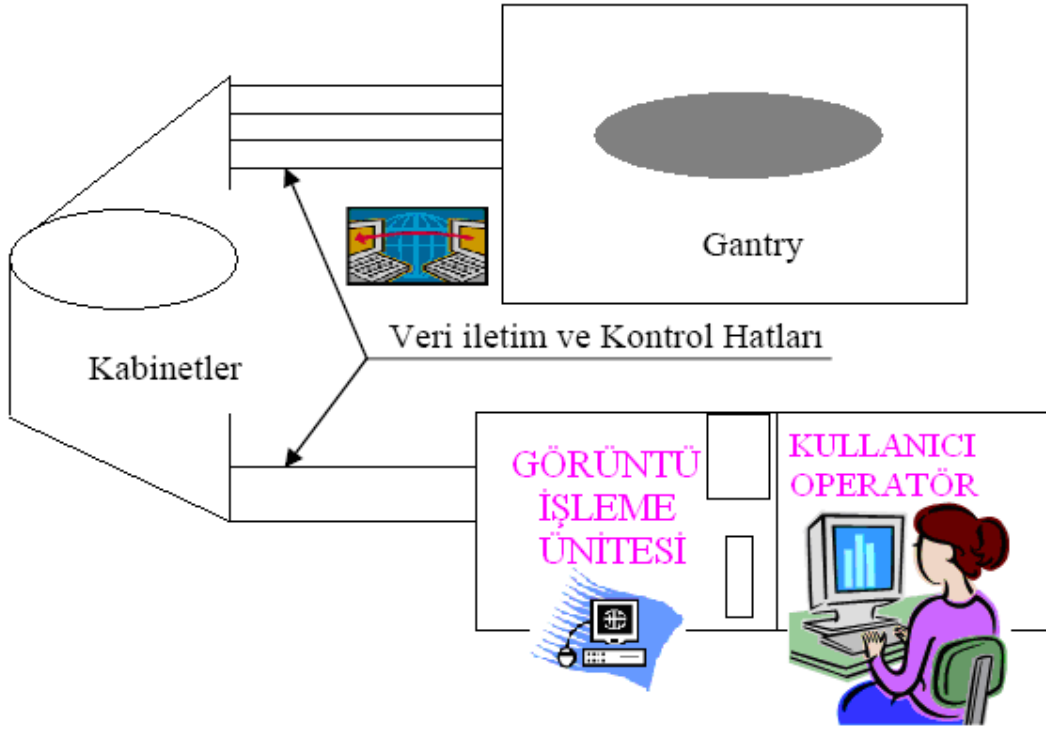 Gantry
Veri iletim ve Kontrol Hatları
Kabinetler
GÖRÜNTÜ
İŞLEME
ÜNİTESİ
KULLANICI
OPERATÖR